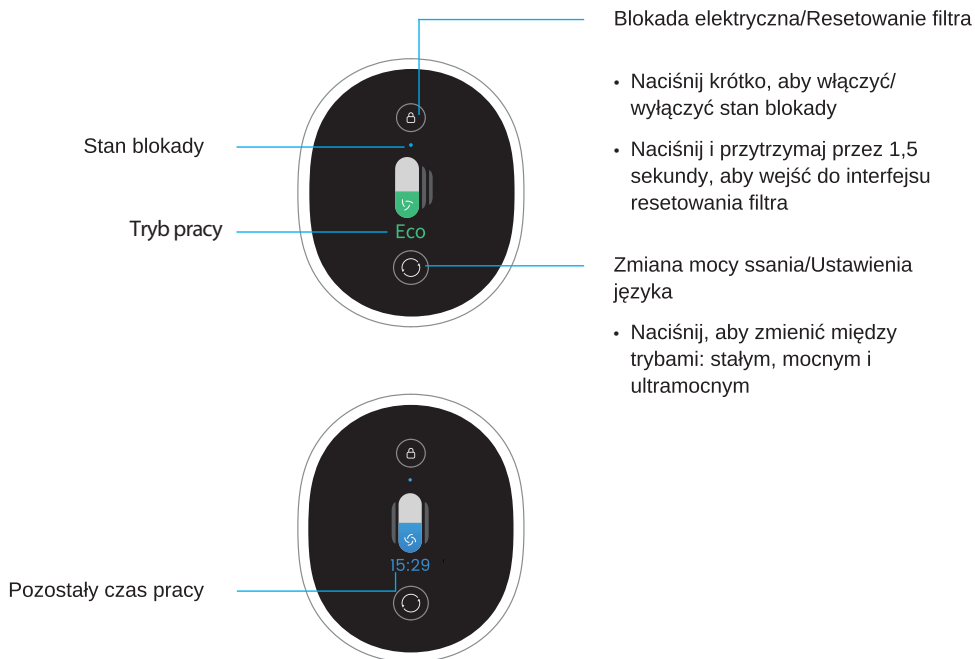 Blokada elektryczna/Resetowanie filtra
• Naciśnij krótko, aby włączyć/
wyłączyć stan blokady
• Naciśnij i przytrzymaj przez 1,5
sekundy, aby wejść do interfejsu
resetowania filtra
Stan blokady
Tryb pracy
Eco
Zmiana mocy ssania/Ustawienia
języka
• Naciśnij, aby zmienić między
trybami: stałym, mocnym i
ultramocnym
15:29
Pozostały czas pracy